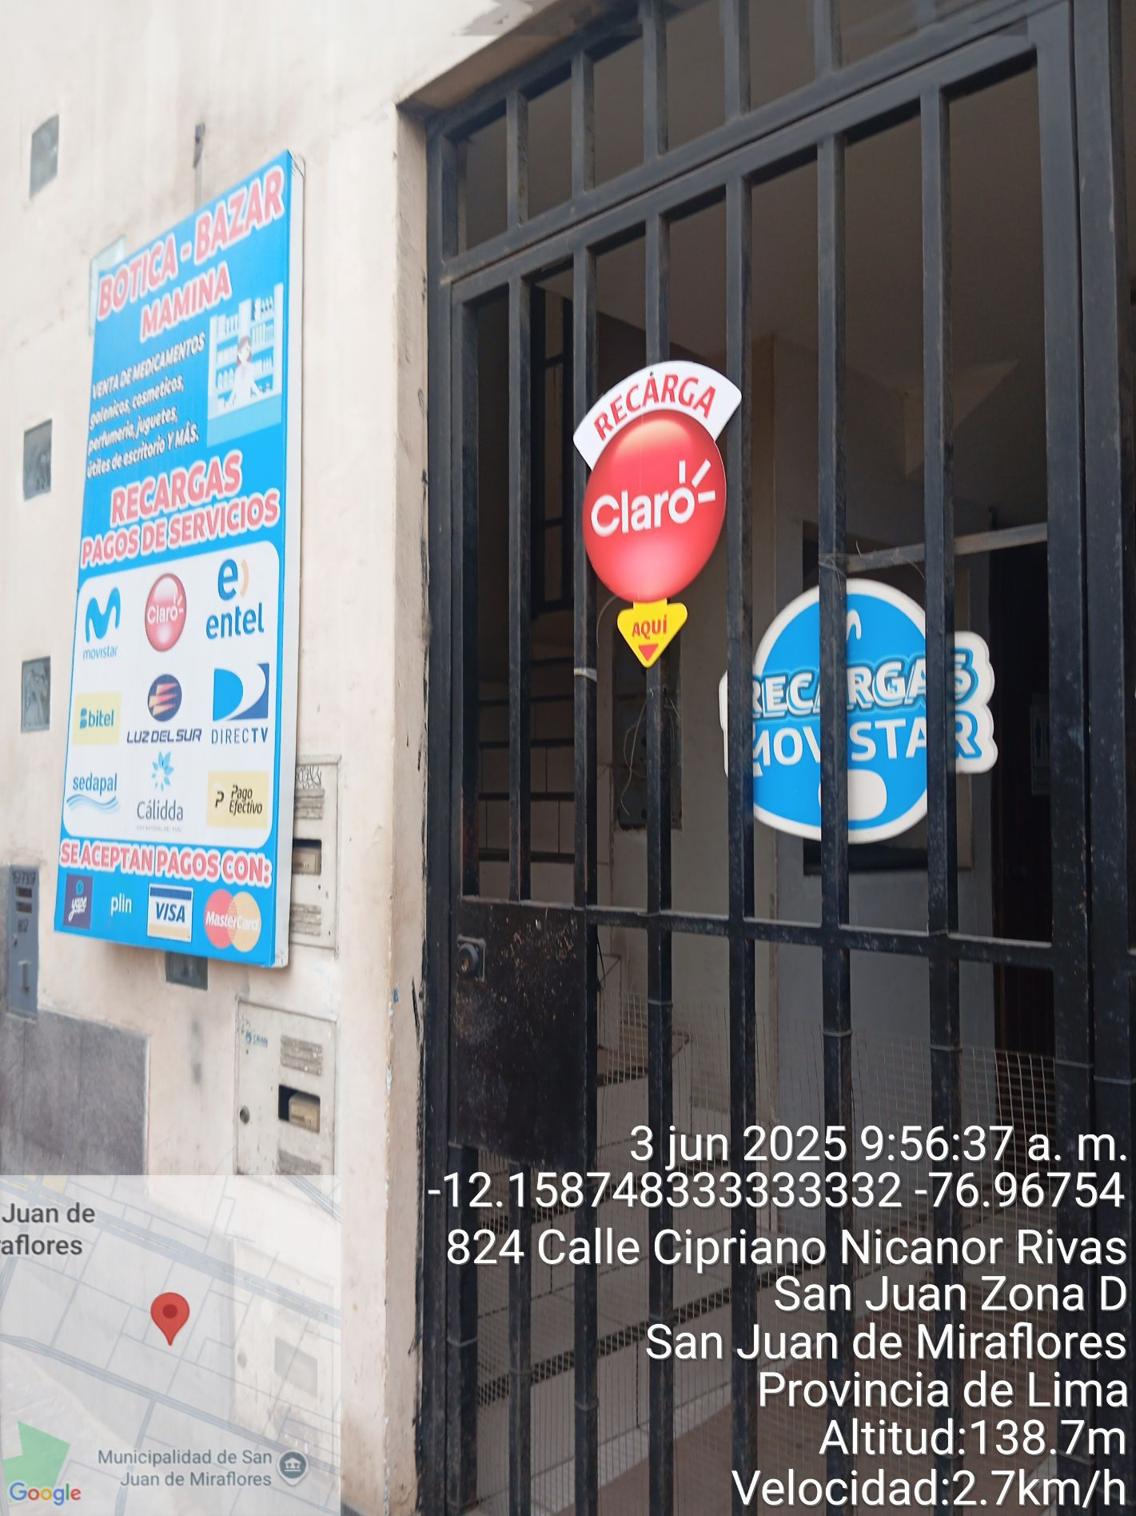 BOTICA - BAZAR
MAMINA
VENTA DE MEDICAMENTOS
galenicos, cosmeticos,
perfumeria, juguetes,
útiles de escritorio Y MÁS.
RECARGAS
PAGOS DE SERVICIOS
movistar
Claro
e
entel
bitel
LUZ DEL SUR
DIRECTV
sedapal
Cálidda
Pago
Efectivo
SE ACEPTAN PAGOS CON:
yape
plin
VISA
MasterCard
RECARGA
Claro
AQUÍ
RECARGAS
MOVISTAR
3 jun 2025 9:56:37 a. m.
-12.158748333333332 -76.96754
824 Calle Cipriano Nicanor Rivas
San Juan Zona D
San Juan de Miraflores
Provincia de Lima
Altitud:138.7m
Velocidad:2.7km/h
Juan de
raflores
Municipalidad de San
Juan de Miraflores
Google